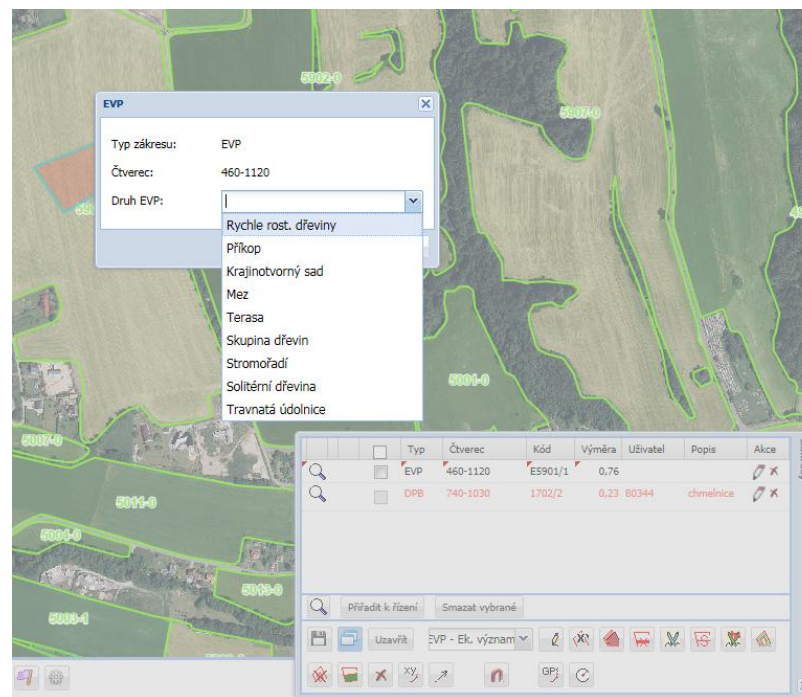 5902-0
5907-0
EVP
Typ zákresu: EVP
Čtverec: 460-1120
Druh EVP:
Rychle rost. dřeviny
Příkop
Krajinotvorný sad
Mez
Terasa
Skupina dřevin
Stromořadí
Solitérní dřevina
Travnatá údolnice
5001-0
5007-0
5011-0
5004-0
5013-0
5003-1
Typ Čtverec Kód Výměra Uživatel Popis Akce
EVP 460-1120 E5901/1 0,76
DPB 740-1030 1702/2 0,23 80344 chmelnice
Přiřadit k řízení Smazat vybrané
Uzavřít EVP - Ek. význam
XY GPS